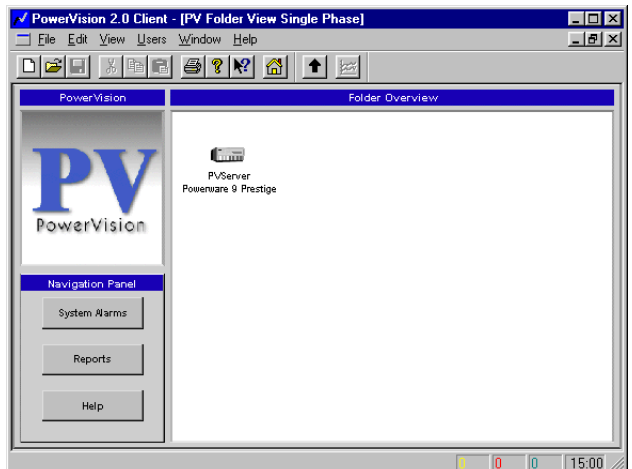 PowerVision 2.0 Client - [PV Folder View Single Phase]
File Edit View Users Window Help
PowerVision
Folder Overview
PV
PowerVision
PVServer
Powerware 9 Prestige
Navigation Panel
System Alarms
Reports
Help
0 0 0 15:00